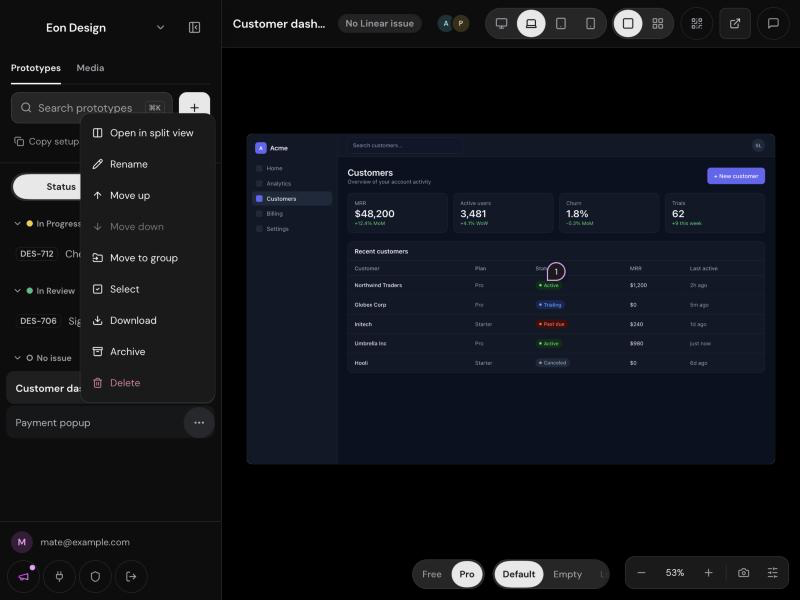 Eon Design
Customer dash...
No Linear issue
A P
Prototypes Media
Search prototypes ⌘K
+
Copy setup
Status
In Progress
DES-712
In Review
DES-706
No issue
Customer das
Payment popup
...
Open in split view
Rename
Move up
Move down
Move to group
Select
Download
Archive
Delete
M mate@example.com
A Acme
Home
Analytics
Customers
Billing
Settings
Search customers...
SL
Customers
Overview of your account activity
+ New customer
MRR
$48,200
+12.4% MoM
Active users
3,481
+4.1% WoW
Churn
1.8%
-0.3% MoM
Trials
62
+9 this week
Recent customers
Customer Plan Stat MRR Last active
1
Northwind Traders Pro Active $1,200 2h ago
Globex Corp Pro Trialing $0 5m ago
Initech Starter Past due $240 1d ago
Umbrella Inc Pro Active $980 just now
Hooli Starter Canceled $0 6d ago
Free Pro
Default Empty
− 53% +